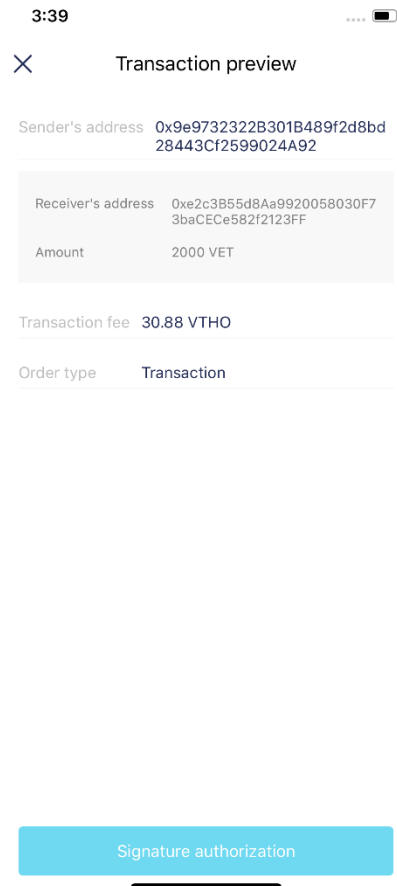 3:39
Transaction preview
Sender's address 0x9e9732322B301B489f2d8bd
28443Cf2599024A92
Receiver's address 0xe2c3B55d8Aa9920058030F7
3baCECe582f2123FF
Amount 2000 VET
Transaction fee 30.88 VTHO
Order type Transaction
Signature authorization